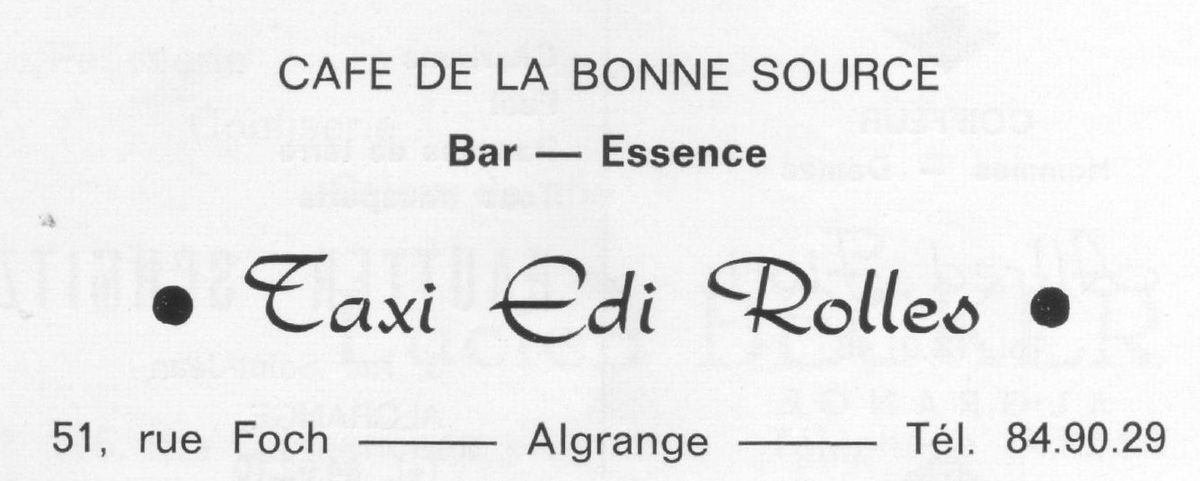 CAFE DE LA BONNE SOURCE
Bar — Essence
• Taxi Edi Rolles •
51, rue Foch — Algrange — Tél. 84.90.29